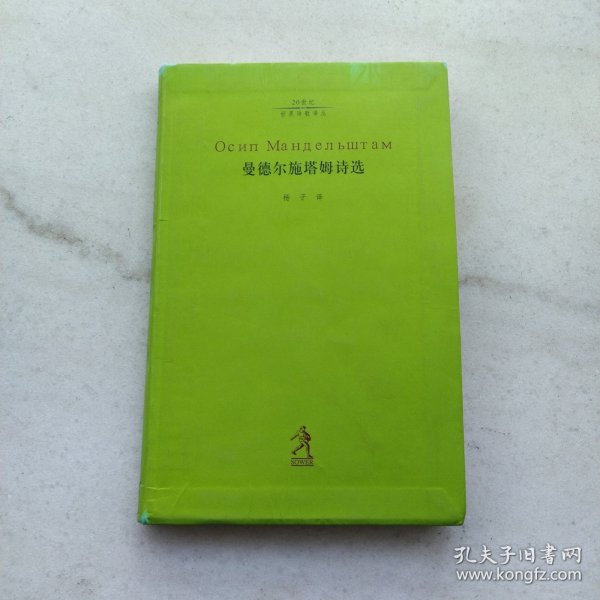 20世纪
世界诗歌译丛
Осип Мандельштам
曼德尔施塔姆诗选
杨 子 译
SOWER
孔夫子旧书网
www.kongfz.com